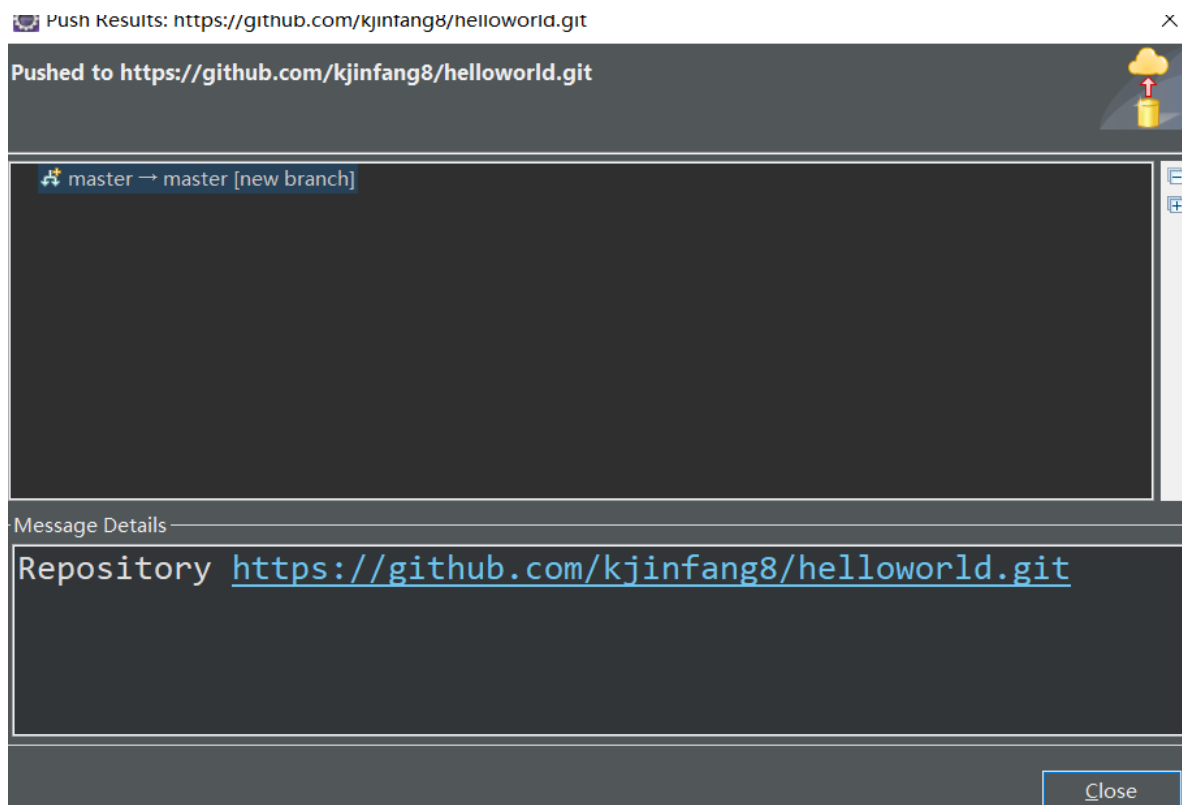 Push Results: https://github.com/kjinfang8/helloworld.git
Pushed to https://github.com/kjinfang8/helloworld.git
master → master [new branch]
Message Details
Repository https://github.com/kjinfang8/helloworld.git
Close